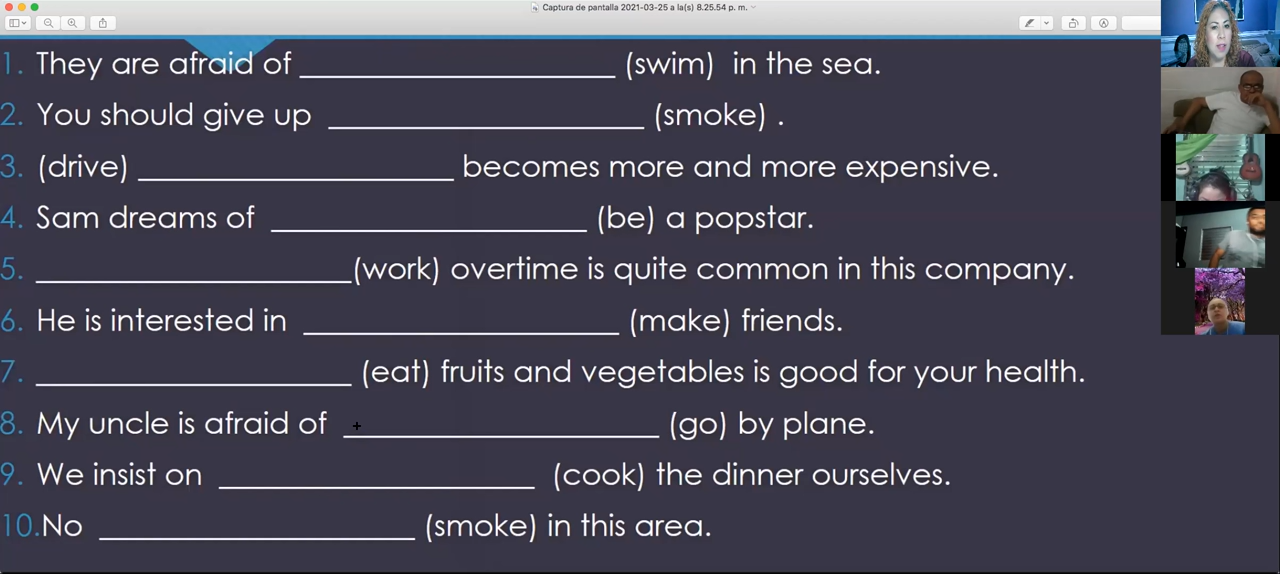 Captura de pantalla 2021-03-25 a la(s) 8.25.54 p. m.
1. They are afraid of ____________________ (swim) in the sea.
2. You should give up ____________________ (smoke) .
3. (drive) ____________________ becomes more and more expensive.
4. Sam dreams of ____________________ (be) a popstar.
5. ____________________(work) overtime is quite common in this company.
6. He is interested in ____________________ (make) friends.
7. ____________________ (eat) fruits and vegetables is good for your health.
8. My uncle is afraid of ____________________ (go) by plane.
9. We insist on ____________________ (cook) the dinner ourselves.
10.No ____________________ (smoke) in this area.